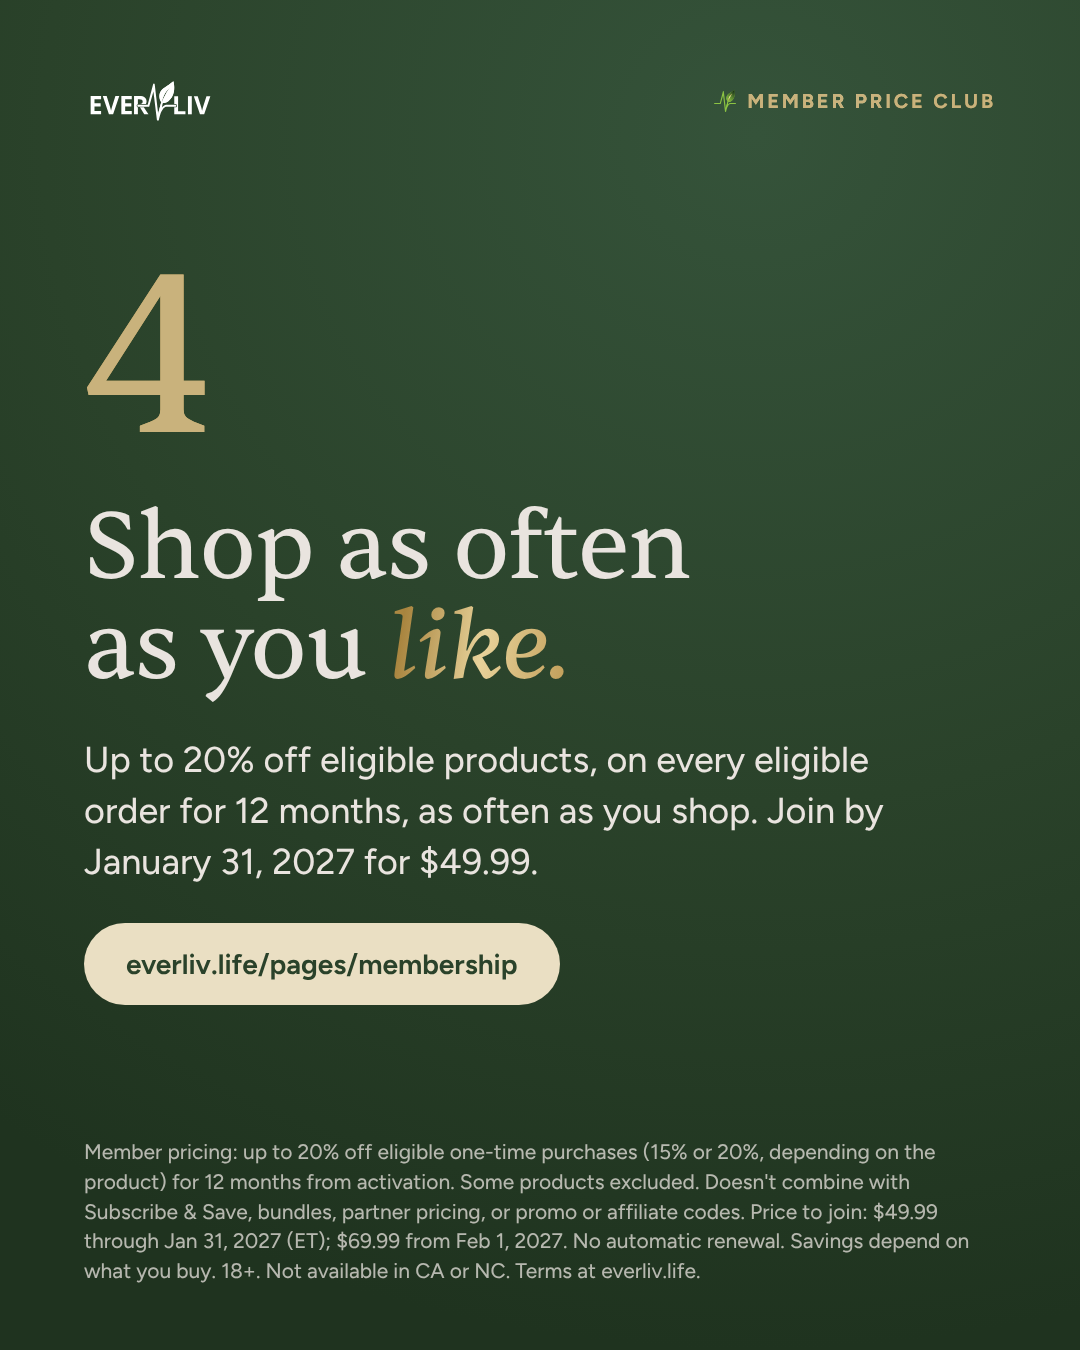 EVERLIV
MEMBER PRICE CLUB
4
Shop as often
as you like.
Up to 20% off eligible products, on every eligible
order for 12 months, as often as you shop. Join by
January 31, 2027 for $49.99.
everliv.life/pages/membership
Member pricing: up to 20% off eligible one-time purchases (15% or 20%, depending on the
product) for 12 months from activation. Some products excluded. Doesn't combine with
Subscribe & Save, bundles, partner pricing, or promo or affiliate codes. Price to join: $49.99
through Jan 31, 2027 (ET); $69.99 from Feb 1, 2027. No automatic renewal. Savings depend on
what you buy. 18+. Not available in CA or NC. Terms at everliv.life.